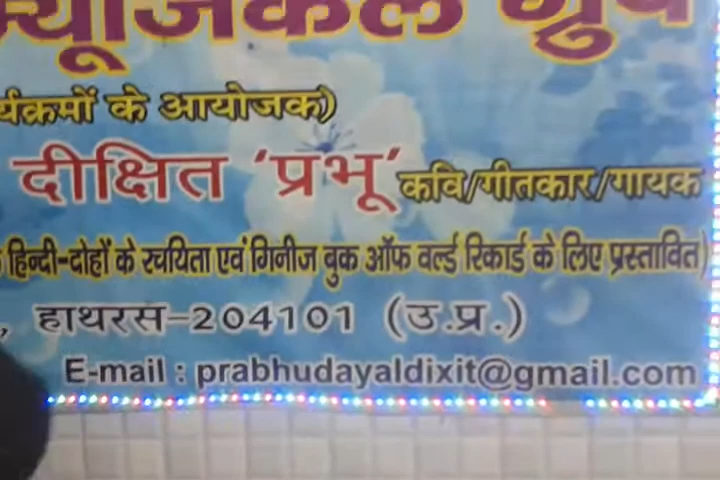 म्यूजिकल ग्रुप
र्यक्रमों के आयोजक)
दीक्षित 'प्रभू' कवि/गीतकार/गायक
हिन्दी-दोहों के रचयिता एवं गिनीज बुक ऑफ वर्ल्ड रिकार्ड के लिए प्रस्तावित)
, हाथरस-204101 (उ.प्र.)
E-mail : prabhudayaldixit@gmail.com